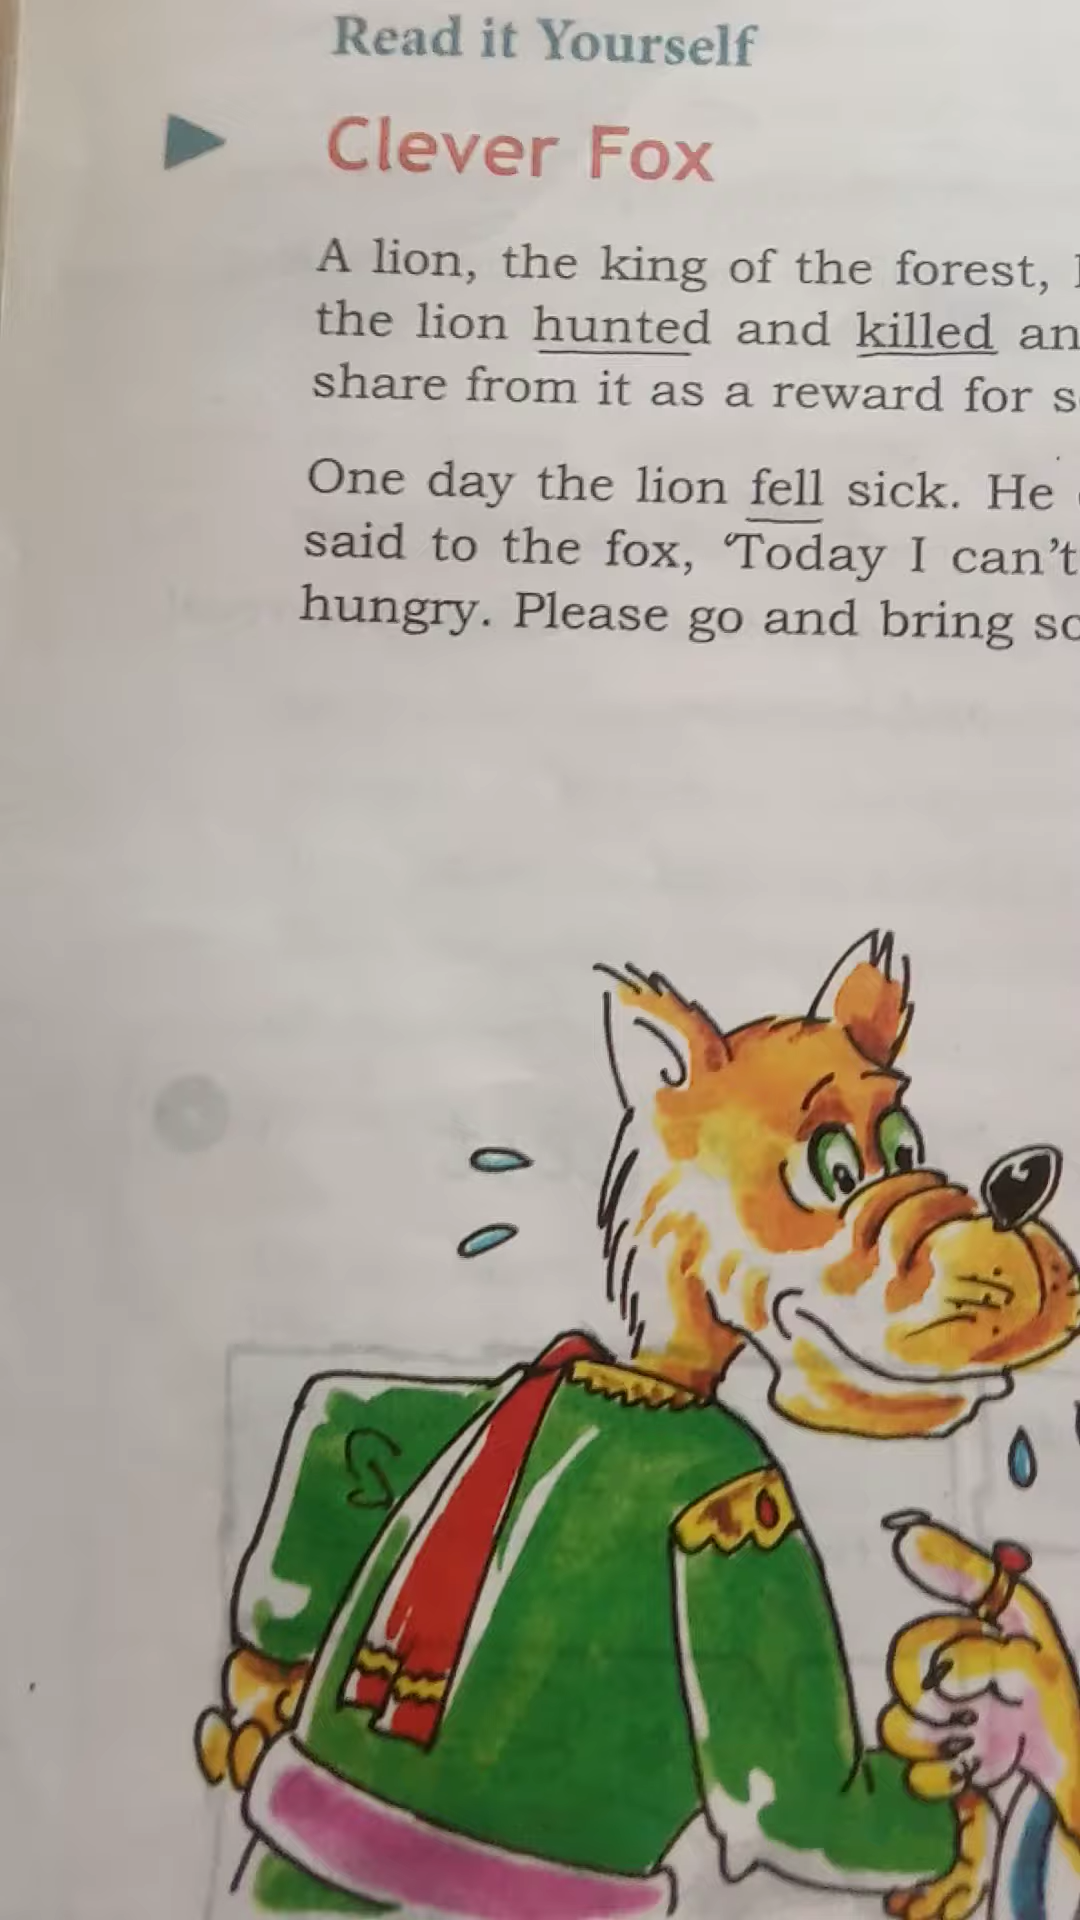 Read it Yourself
Clever Fox
A lion, the king of the forest,
the lion hunted and killed
share from it as a reward for
One day the lion fell sick. He
said to the fox, ‘Today I can’t
hungry. Please go and bring